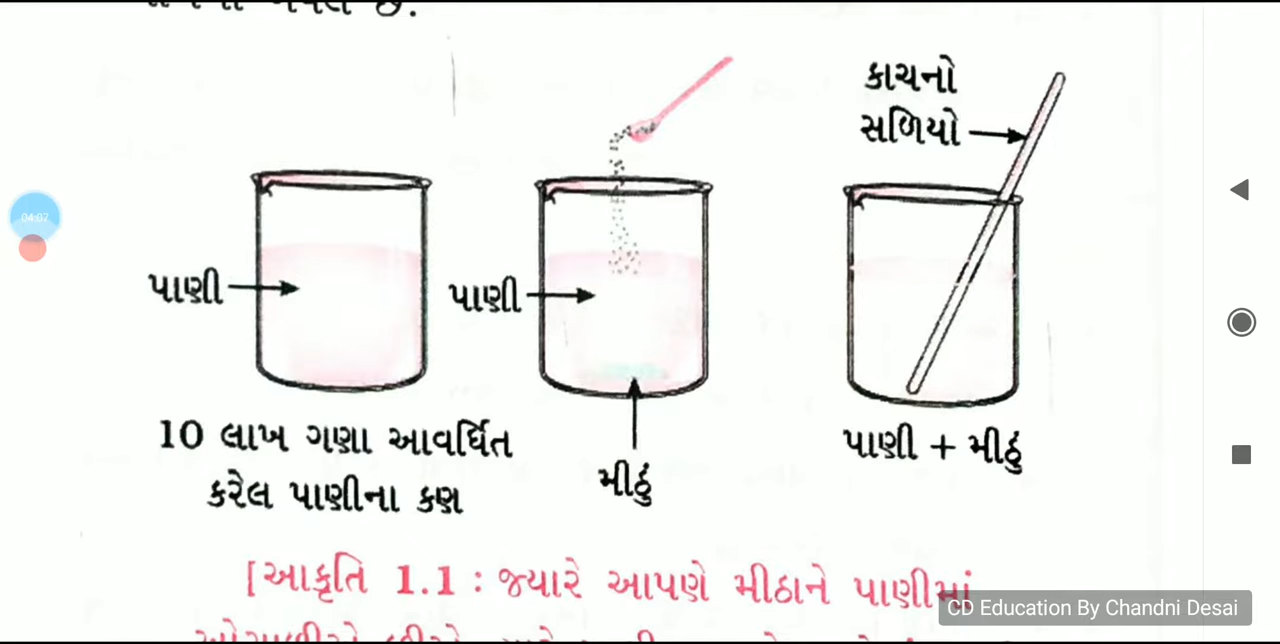 છે.
કાચનો
સળિયો
04:07
પાણી
પાણી
10 લાખ ગણા આવર્ધિત
કરેલ પાણીના કણ
મીઠું
પાણી + મીઠું
[આકૃતિ 1.1 : જ્યારે આપણે મીઠાને પાણીમાં
CD Education By Chandni Desai